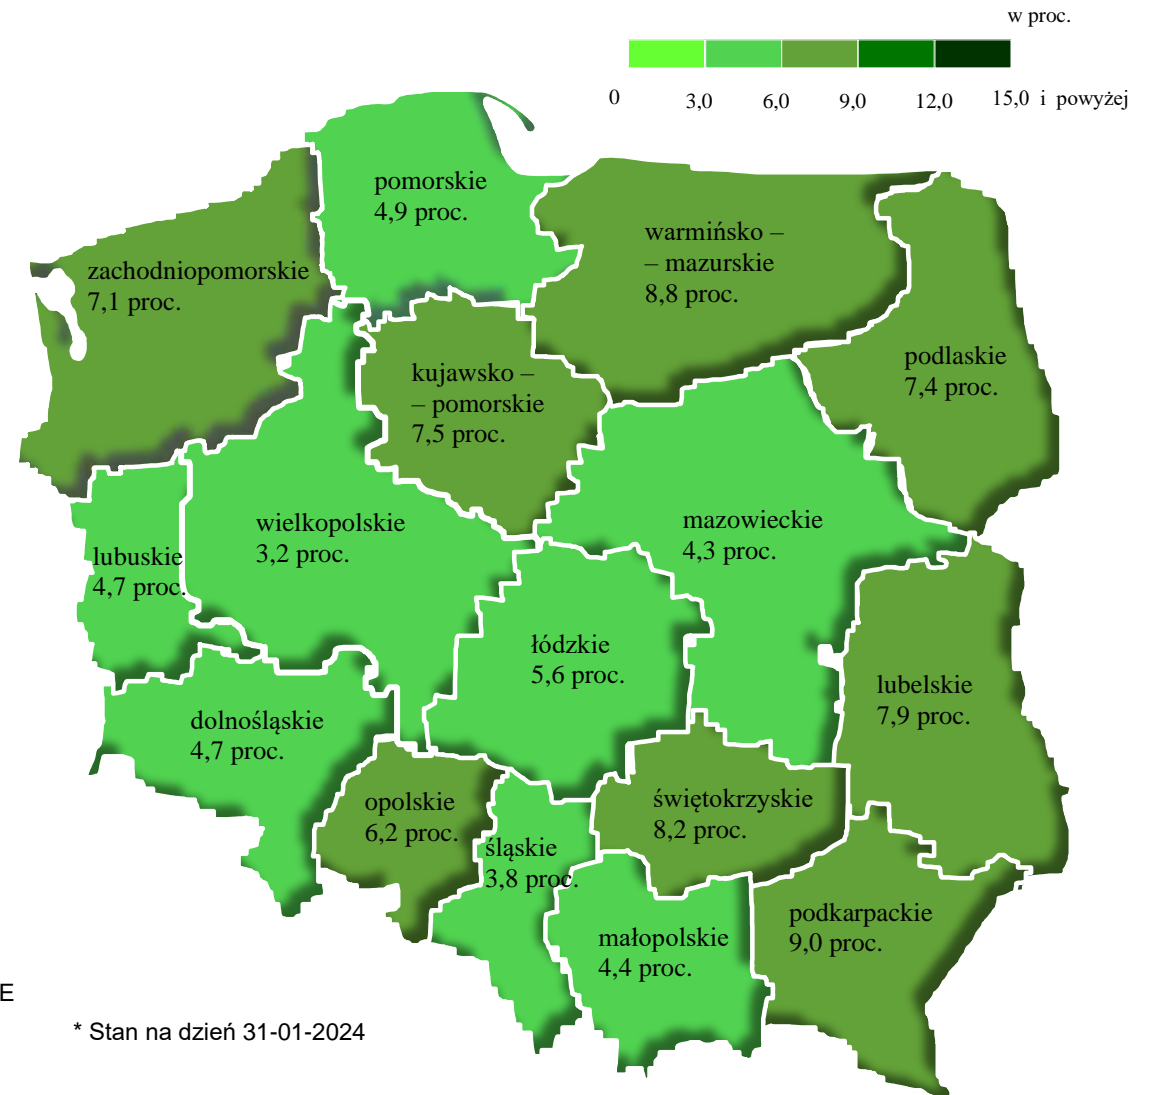 w proc.
0 3,0 6,0 9,0 12,0 15,0 i powyżej
pomorskie
4,9 proc.
warmińsko –
– mazurskie
8,8 proc.
zachodniopomorskie
7,1 proc.
podlaskie
7,4 proc.
kujawsko –
– pomorskie
7,5 proc.
wielkopolskie
3,2 proc.
mazowieckie
4,3 proc.
lubuskie
4,7 proc.
łódzkie
5,6 proc.
lubelskie
7,9 proc.
dolnośląskie
4,7 proc.
opolskie
6,2 proc.
świętokrzyskie
8,2 proc.
śląskie
3,8 proc.
podkarpackie
9,0 proc.
małopolskie
4,4 proc.
E
* Stan na dzień 31-01-2024